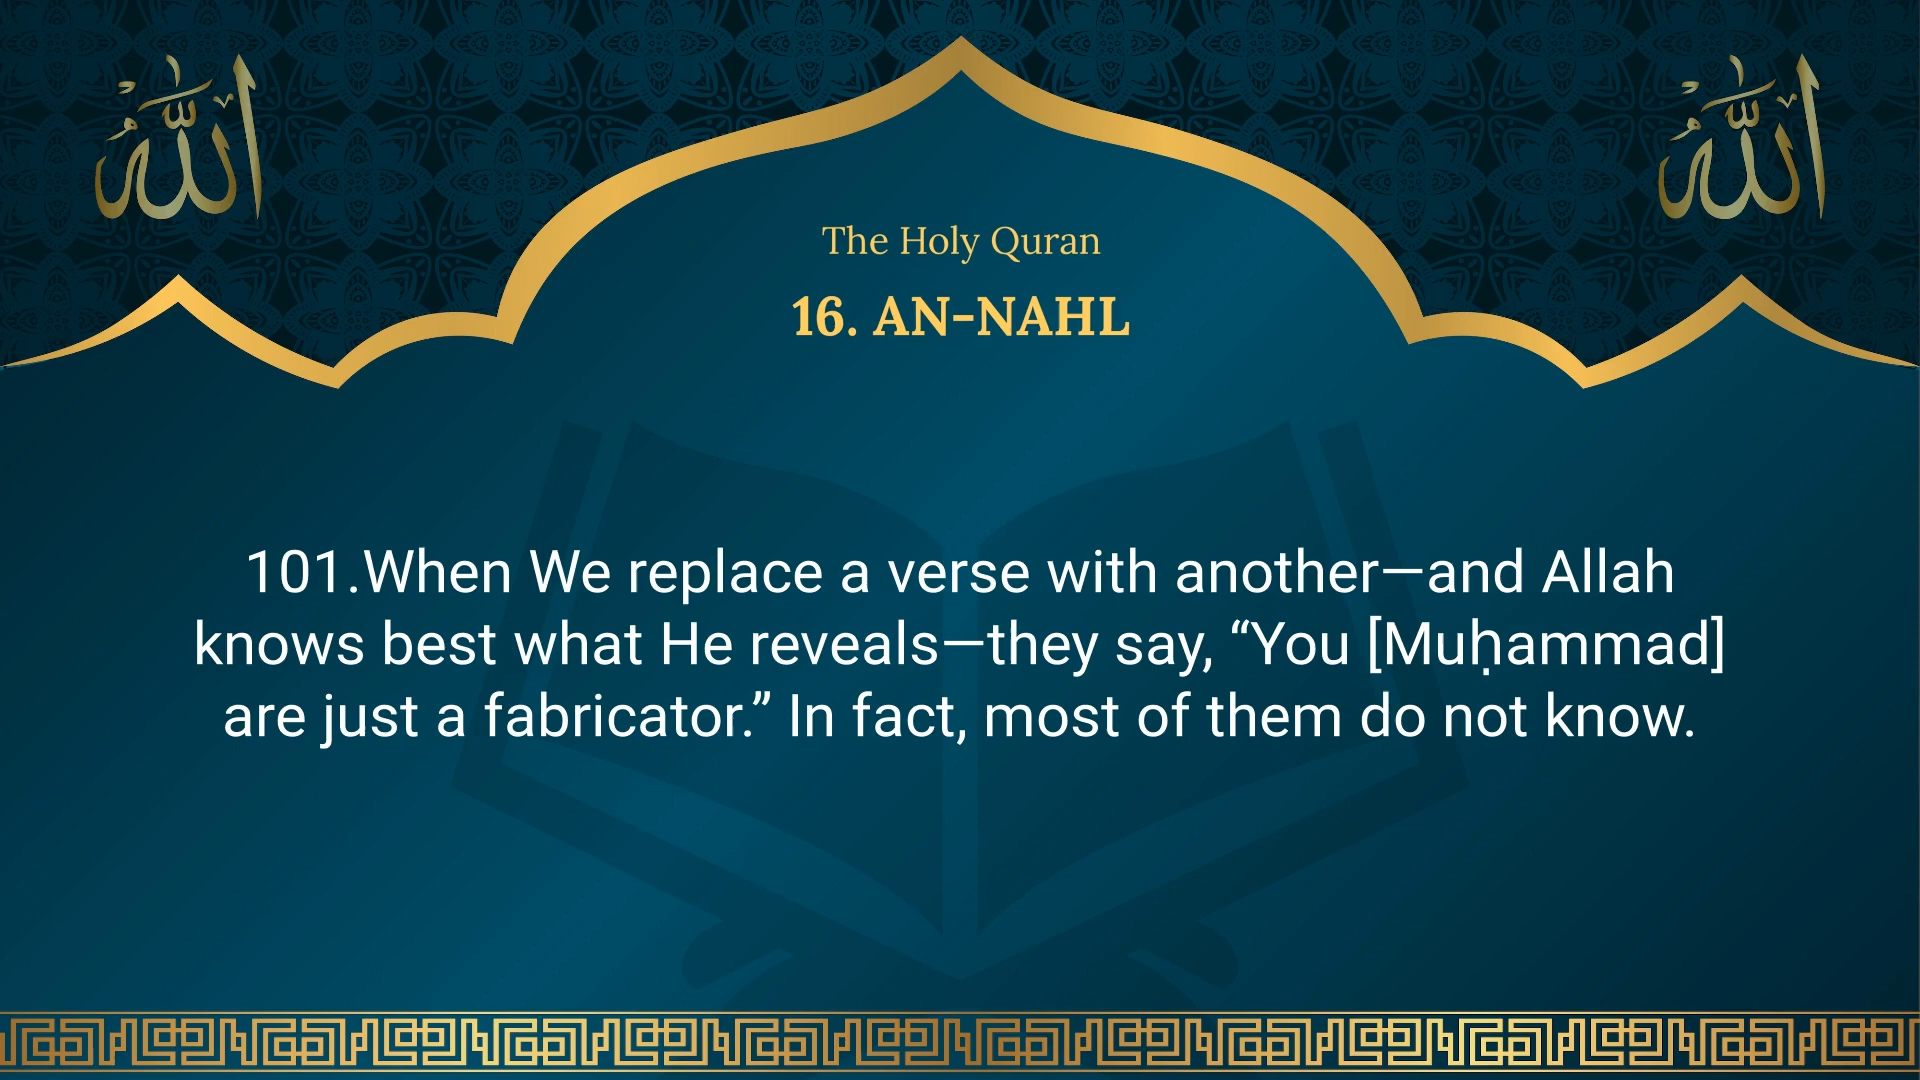 الله
الله
The Holy Quran
16. AN-NAHL
101.When We replace a verse with another—and Allah
knows best what He reveals—they say, “You [Muḥammad]
are just a fabricator.” In fact, most of them do not know.